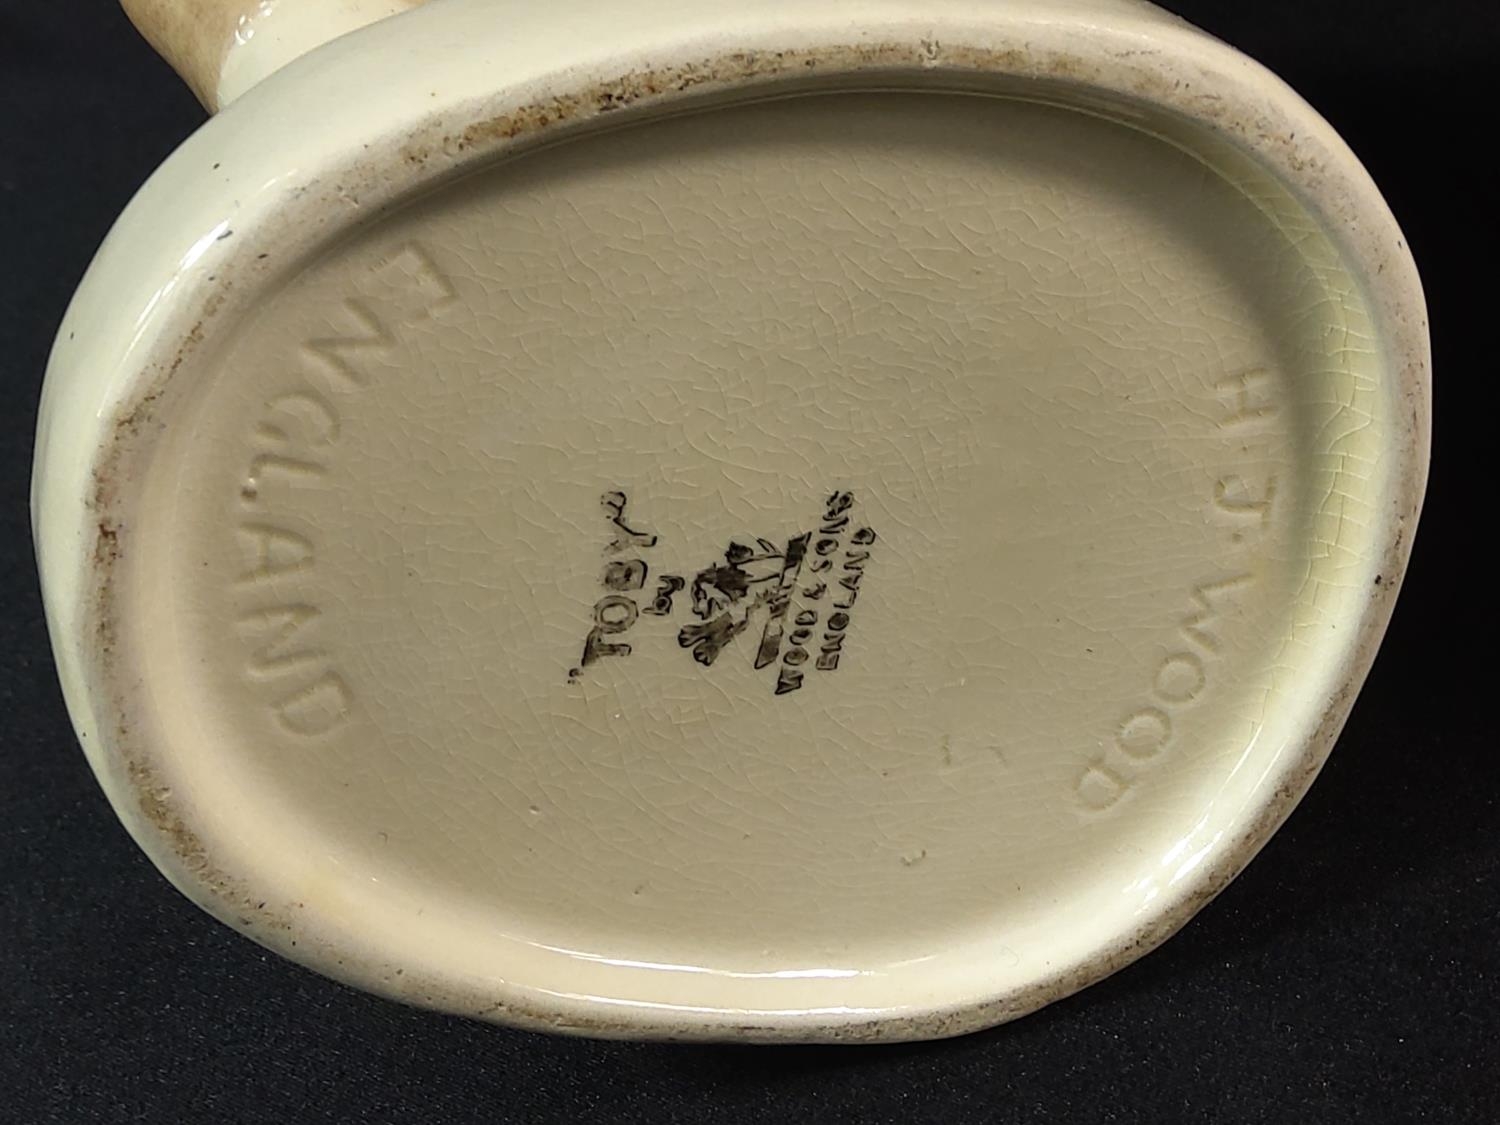 H.J.WOOD
"TOBY"
by
WOOD & SONS
ENGLAND
ENGLAND